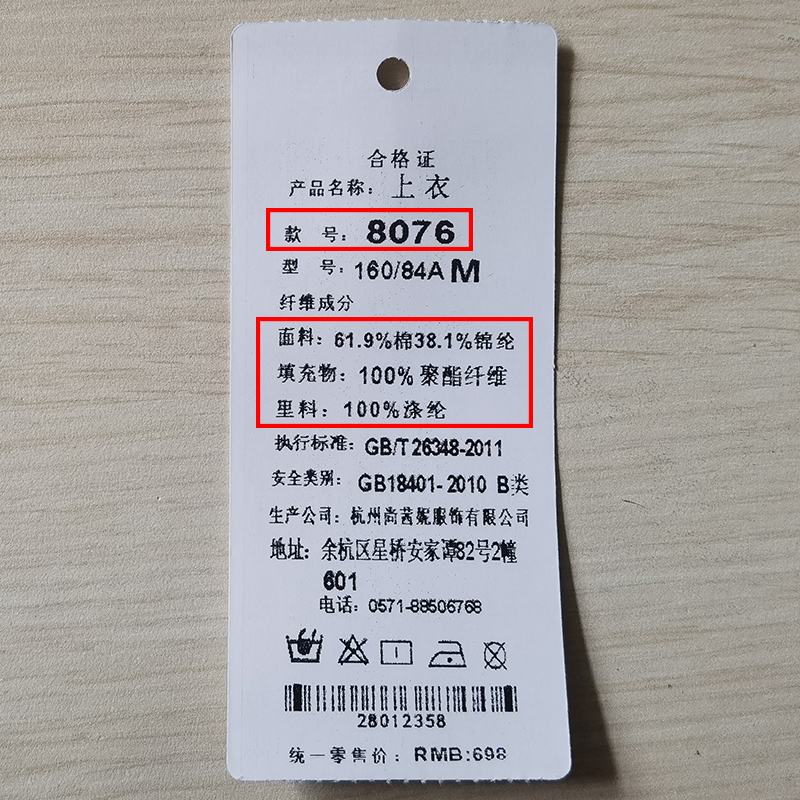 合格证
产品名称：上衣
款 号：8076
型 号：160/84A M
纤维成分
面料：61.9%棉38.1%锦纶
填充物：100%聚酯纤维
里料：100%涤纶
执行标准：GB/T 26348-2011
安全类别：GB18401-2010 B类
生产公司：杭州尚茜妮服饰有限公司
地址：余杭区星桥安家谭82号2幢
601
电话：0571-88506768
28012358
统一零售价：RMB:698